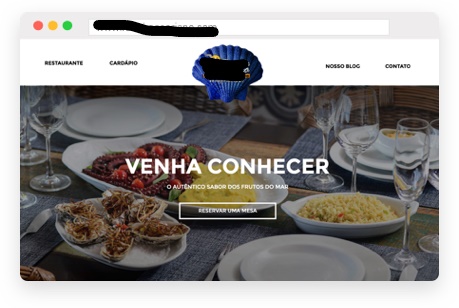 RESTAURANTE CARDÁPIO NOSSO BLOG CONTATO
VENHA CONHECER
O AUTÊNTICO SABOR DOS FRUTOS DO MAR
RESERVAR UMA MESA